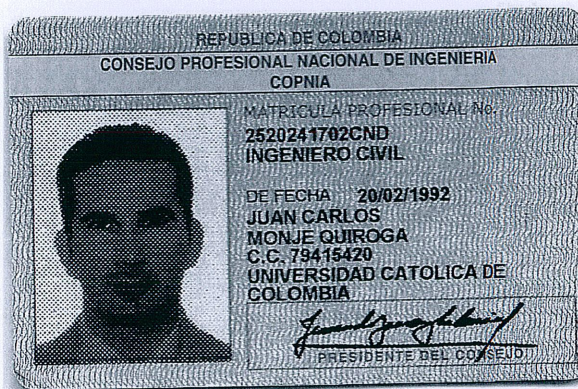 REPUBLICA DE COLOMBIA
CONSEJO PROFESIONAL NACIONAL DE INGENIERIA
COPNIA
MATRICULA PROFESIONAL No.
2520241702CND
INGENIERO CIVIL
DE FECHA 20/02/1992
JUAN CARLOS
MONJE QUIROGA
C.C. 79415420
UNIVERSIDAD CATOLICA DE
COLOMBIA
PRESIDENTE DEL CONSEJO